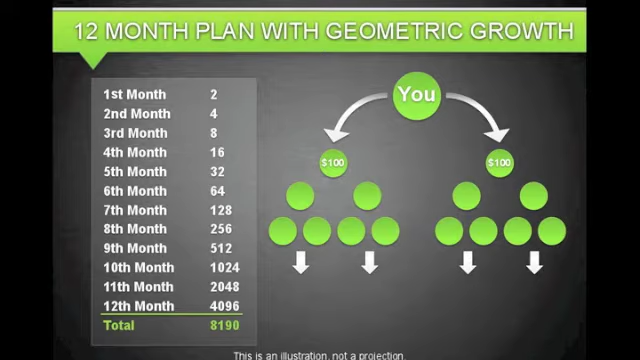 12 MONTH PLAN WITH GEOMETRIC GROWTH
1st Month 2
2nd Month 4
3rd Month 8
4th Month 16
5th Month 32
6th Month 64
7th Month 128
8th Month 256
9th Month 512
10th Month 1024
11th Month 2048
12th Month 4096
Total 8190
You
$100 $100
This is an illustration, not a projection.